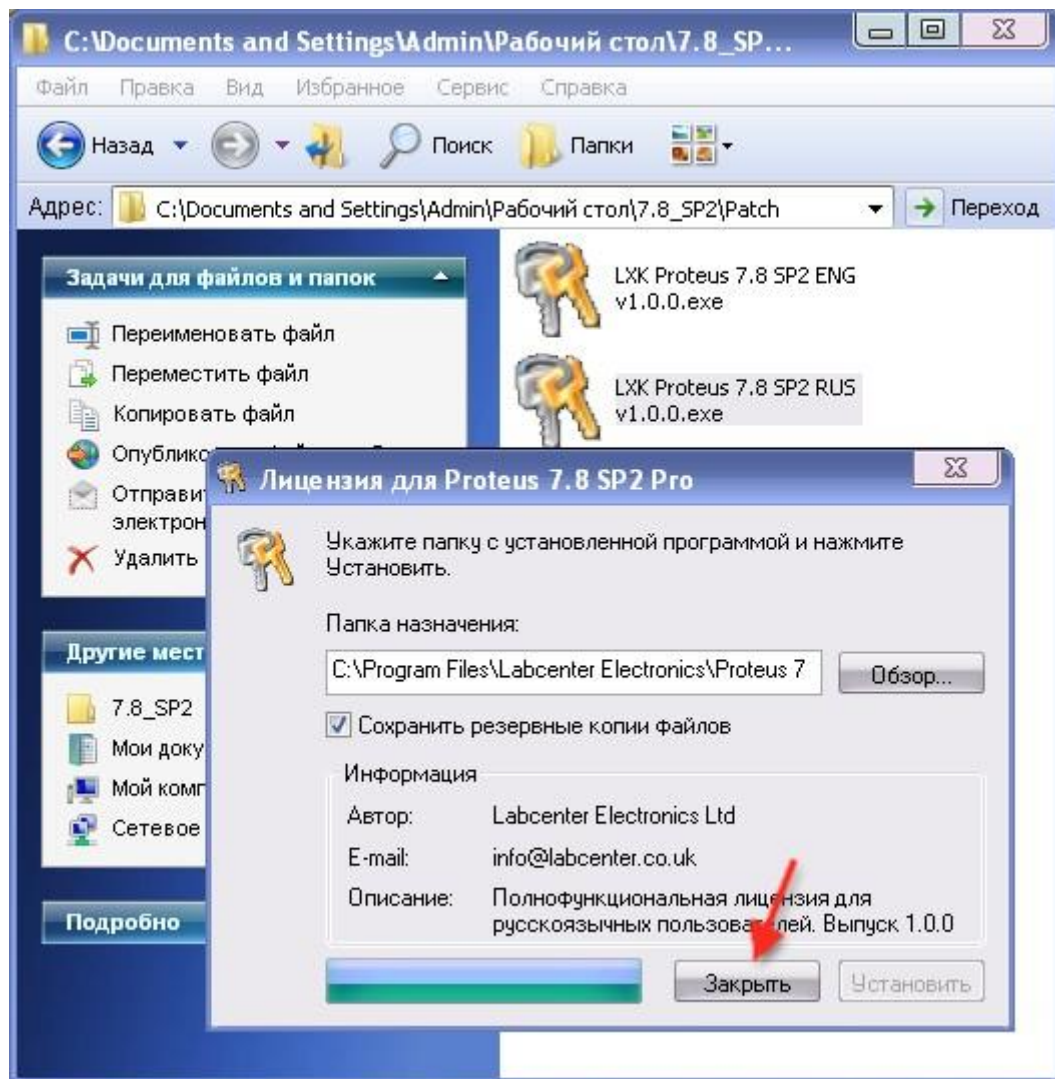 C:\Documents and Settings\Admin\Рабочий стол\7.8_SP...
Файл Правка Вид Избранное Сервис Справка
Назад Поиск Папки
Адрес: C:\Documents and Settings\Admin\Рабочий стол\7.8_SP2\Patch Переход
Задачи для файлов и папок
Переименовать файл
Переместить файл
Копировать файл
Опублико
Отправи
электрон
Удалить
Другие мест
7.8_SP2
Мои доку
Мой комп
Сетевое
Подробно
LXK Proteus 7.8 SP2 ENG
v1.0.0.exe
LXK Proteus 7.8 SP2 RUS
v1.0.0.exe
Лицензия для Proteus 7.8 SP2 Pro
Укажите папку с установленной программой и нажмите
Установить.
Папка назначения:
C:\Program Files\Labcenter Electronics\Proteus 7 Обзор...
Сохранить резервные копии файлов
Информация
Автор: Labcenter Electronics Ltd
E-mail: info@labcenter.co.uk
Описание: Полнофункциональная лицензия для
русскоязычных пользователей. Выпуск 1.0.0
Закрыть Установить